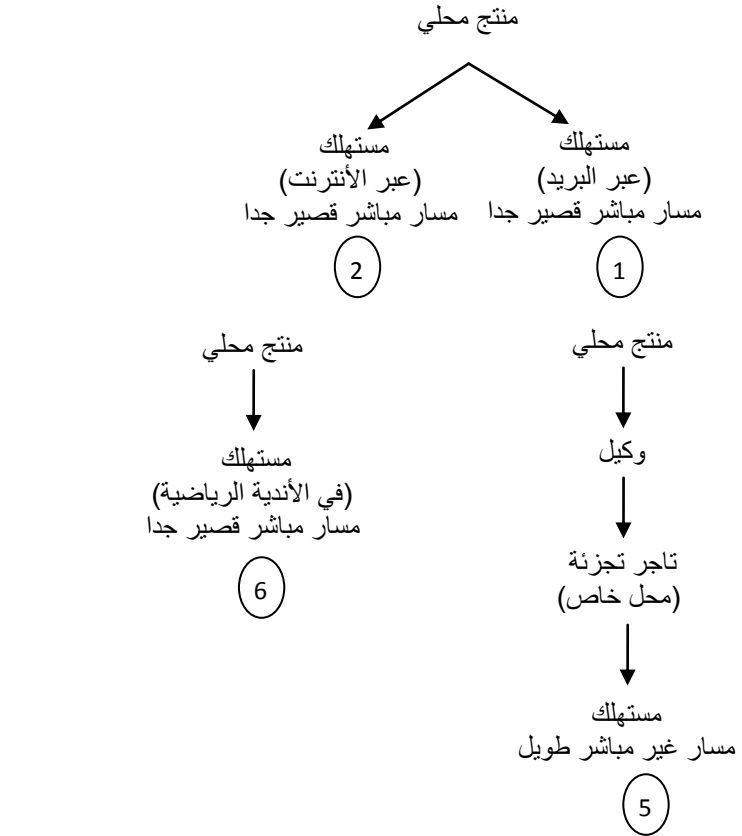 منتج محلي
مستهلك
(عبر البريد)
مسار مباشر قصير جدا
1
مستهلك
(عبر الأنترنت)
مسار مباشر قصير جدا
2
منتج محلي
وكيل
تاجر تجزئة
(محل خاص)
مستهلك
مسار غير مباشر طويل
5
منتج محلي
مستهلك
(في الأندية الرياضية)
مسار مباشر قصير جدا
6